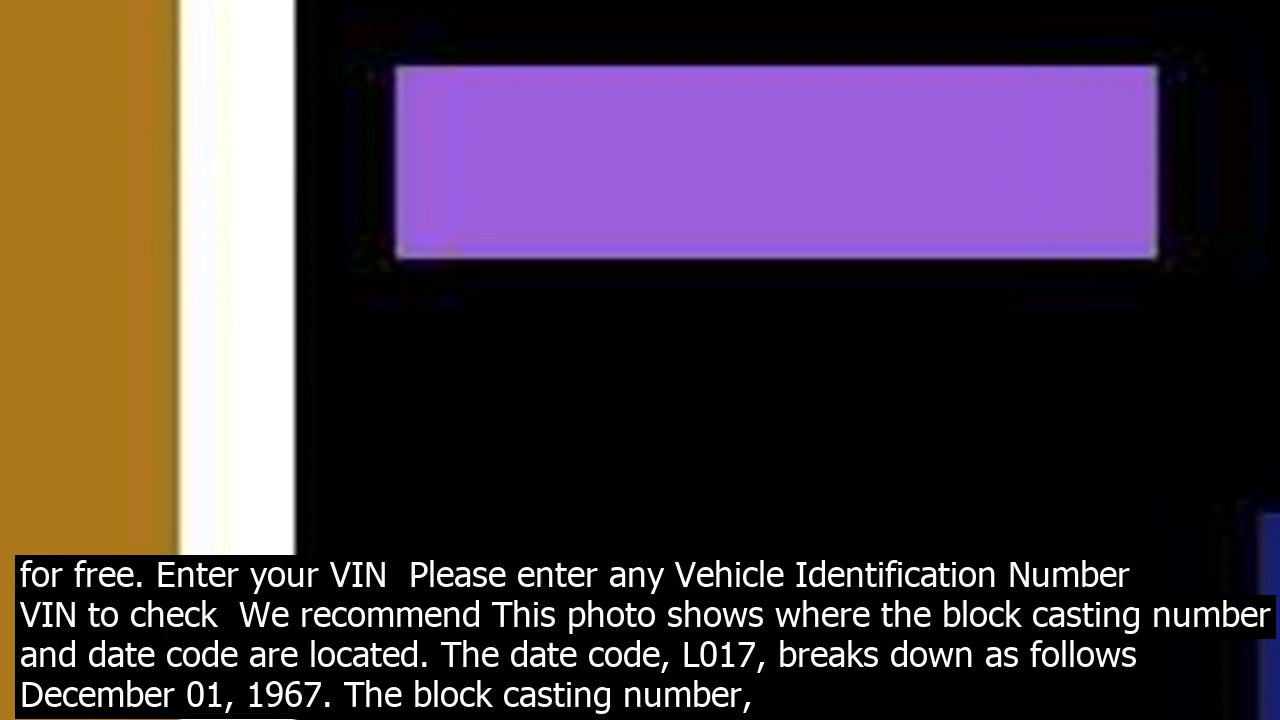 for free. Enter your VIN  Please enter any Vehicle Identification Number
VIN to check  We recommend This photo shows where the block casting number
and date code are located. The date code, L017, breaks down as follows
December 01, 1967. The block casting number,